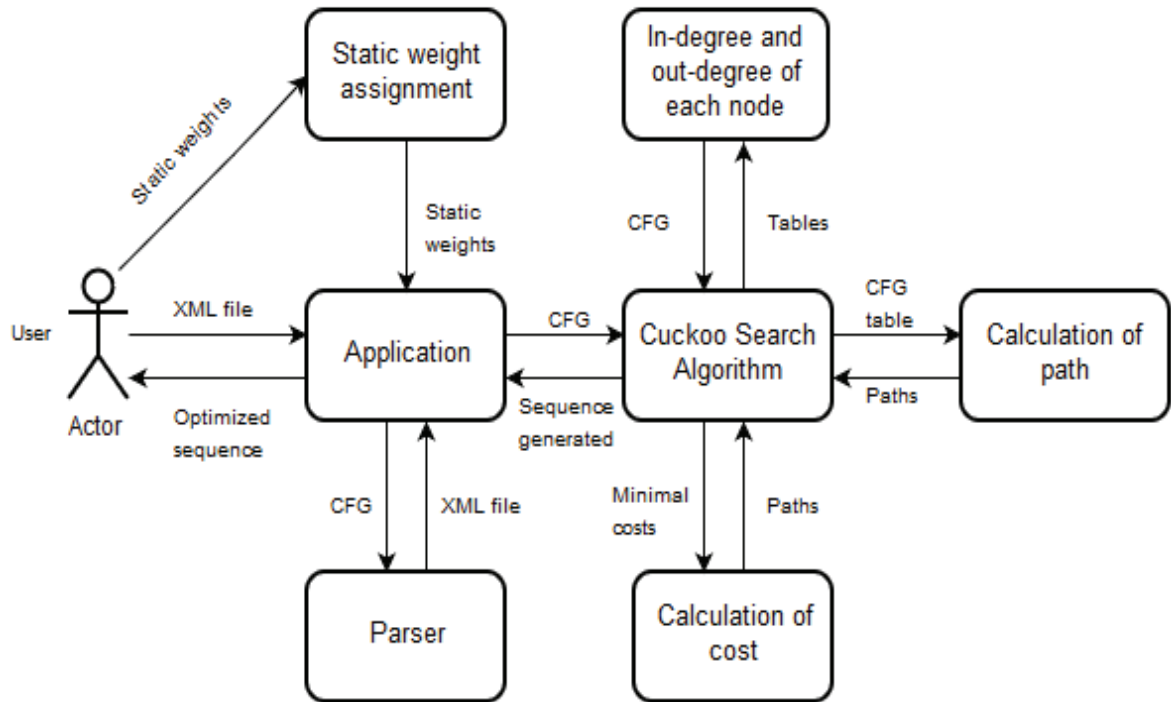 Static weight
assignment
In-degree and
out-degree of
each node
Static weights
Static
weights
CFG
Tables
User
Actor
XML file
Optimized
sequence
Application
CFG
Sequence
generated
Cuckoo Search
Algorithm
CFG
table
Paths
Calculation of
path
CFG
XML file
Minimal
costs
Paths
Parser
Calculation of
cost